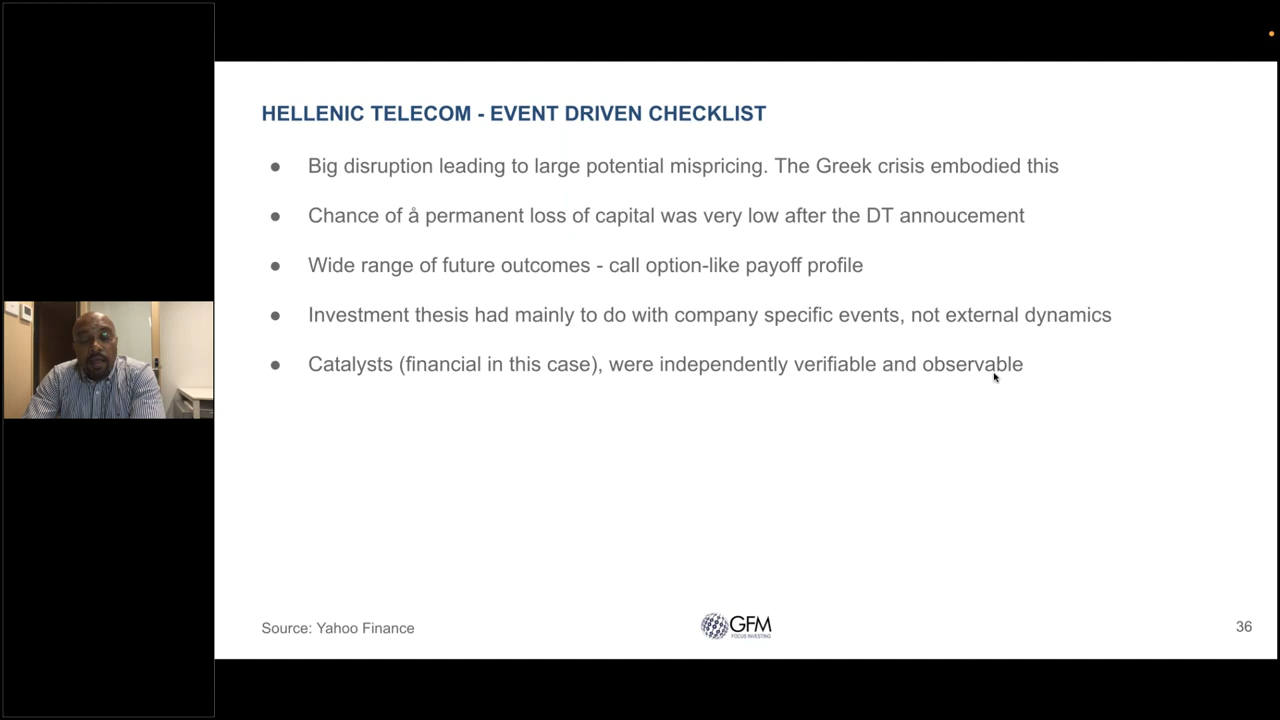 HELLENIC TELECOM - EVENT DRIVEN CHECKLIST
● Big disruption leading to large potential mispricing. The Greek crisis embodied this
● Chance of å permanent loss of capital was very low after the DT annoucement
● Wide range of future outcomes - call option-like payoff profile
● Investment thesis had mainly to do with company specific events, not external dynamics
● Catalysts (financial in this case), were independently verifiable and observable
Source: Yahoo Finance
GFM
FOCUS INVESTING
36